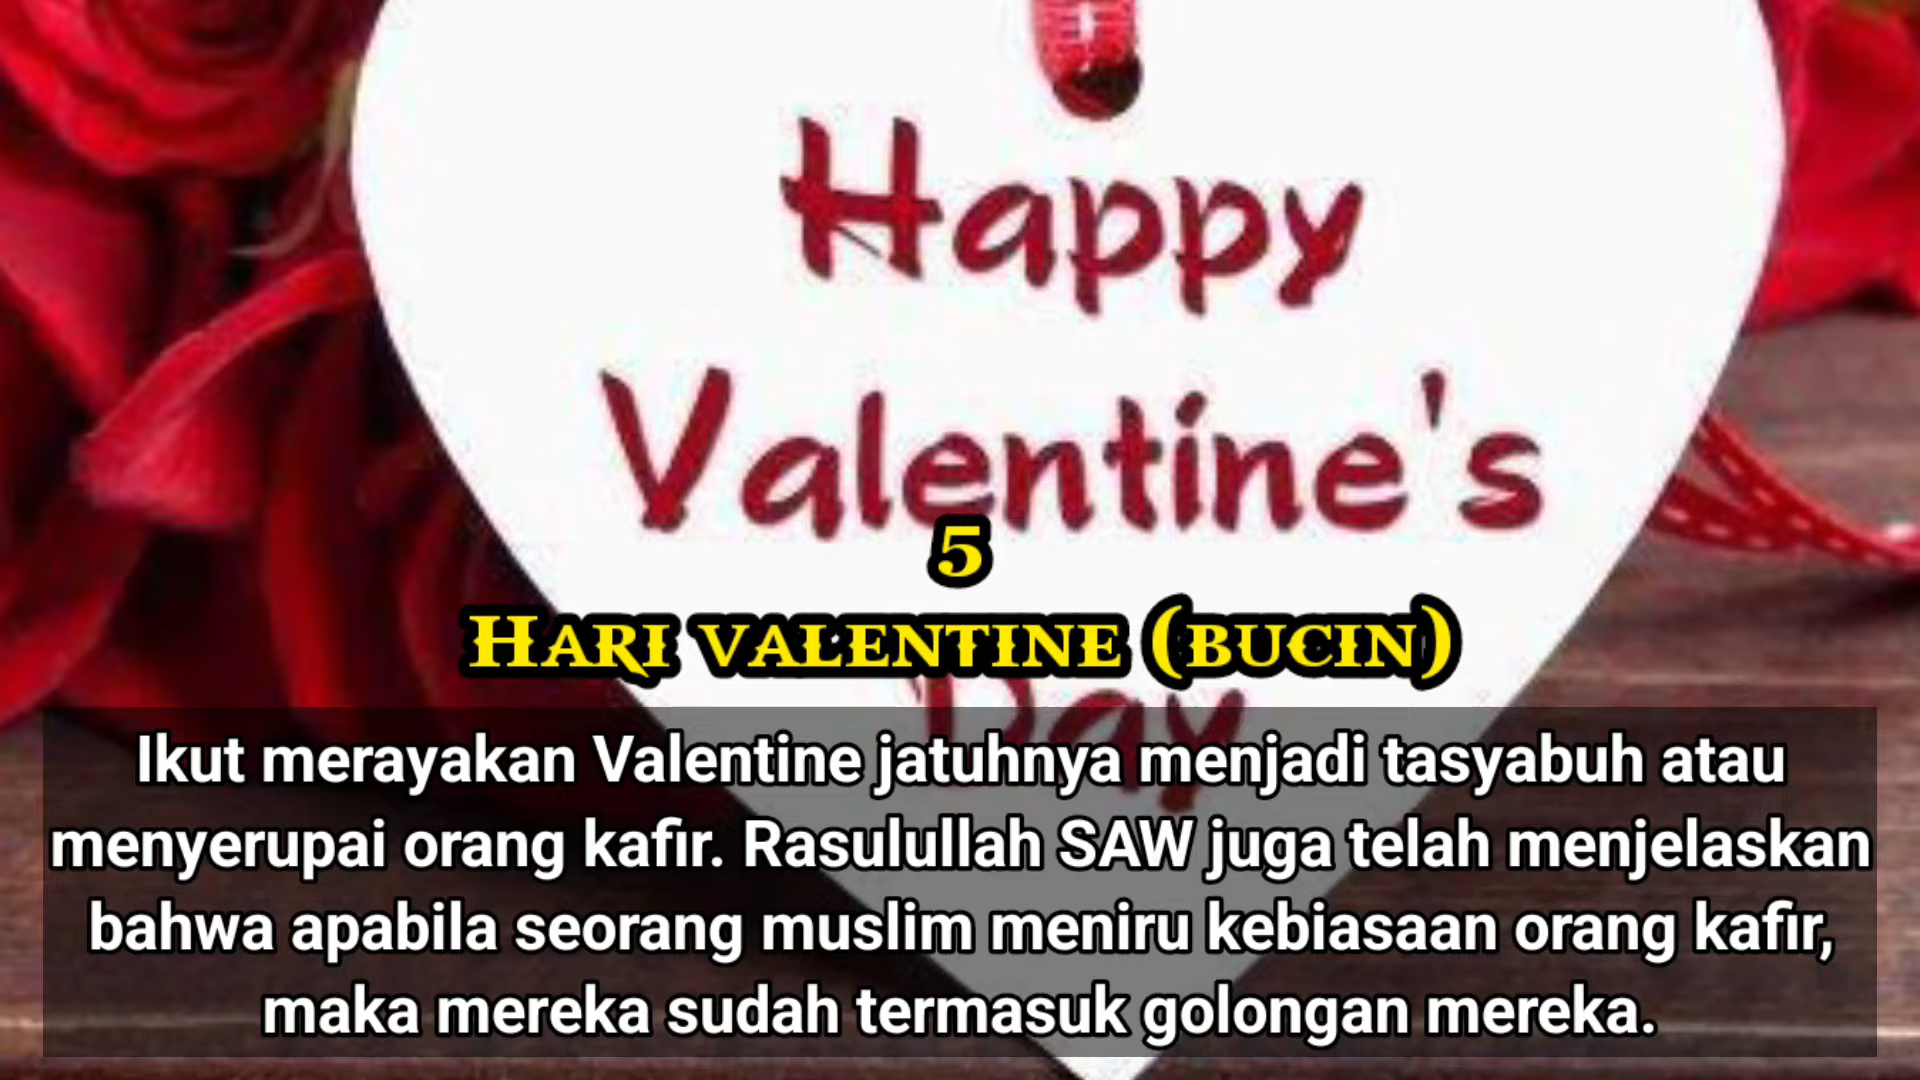 Happy
Valentine's
5
Hari valentine (bucin)
Day
Ikut merayakan Valentine jatuhnya menjadi tasyabuh atau
menyerupai orang kafir. Rasulullah SAW juga telah menjelaskan
bahwa apabila seorang muslim meniru kebiasaan orang kafir,
maka mereka sudah termasuk golongan mereka.